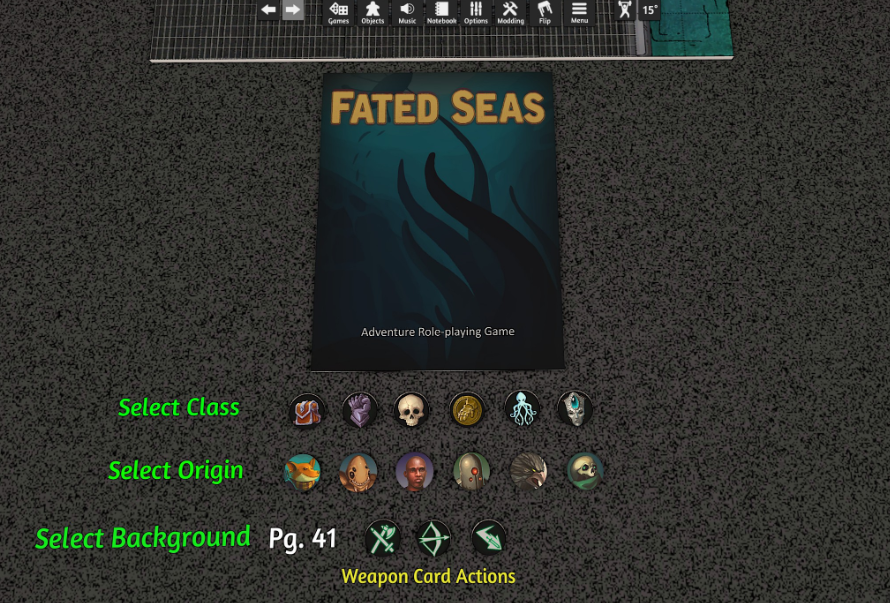 Games Objects Music Notebook Options Modding Flip Menu 15°
FATED SEAS
Adventure Role-playing Game
Select Class
Select Origin
Select Background Pg. 41
Weapon Card Actions